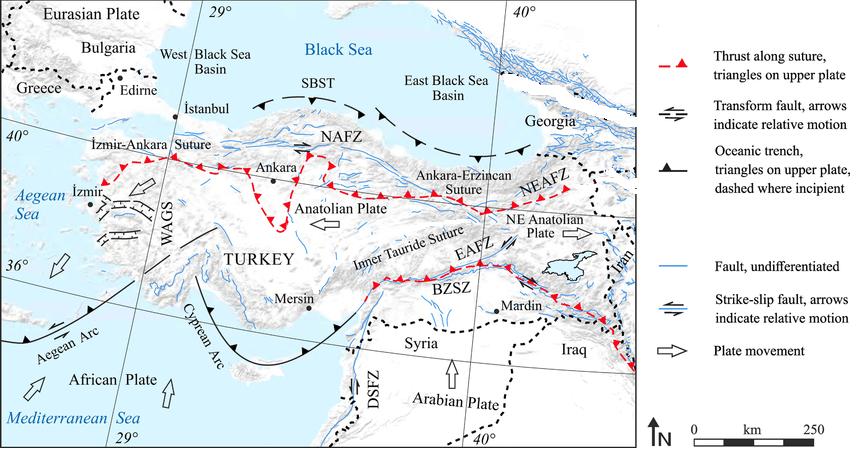 29°
40°
Eurasian Plate
Bulgaria
West Black Sea
Basin
Black Sea
Greece
Edirne
SBST
East Black Sea
Basin
İstanbul
Georgia
40°
İzmir-Ankara Suture
NAFZ
Ankara
Ankara-Erzincan
Suture
NEAFZ
İzmir
Aegean
Sea
WAGS
Anatolian Plate
NE Anatolian
Plate
Inner Tauride Suture
EAFZ
Iran
TURKEY
36°
BZSZ
Mersin
Mardin
Cyprean Arc
Aegean Arc
Syria
Iraq
African Plate
DSFZ
Arabian Plate
Mediterranean Sea
29°
40°
Thrust along suture,
triangles on upper plate
Transform fault, arrows
indicate relative motion
Oceanic trench,
triangles on upper plate,
dashed where incipient
Fault, undifferentiated
Strike-slip fault, arrows
indicate relative motion
Plate movement
N
0 km 250